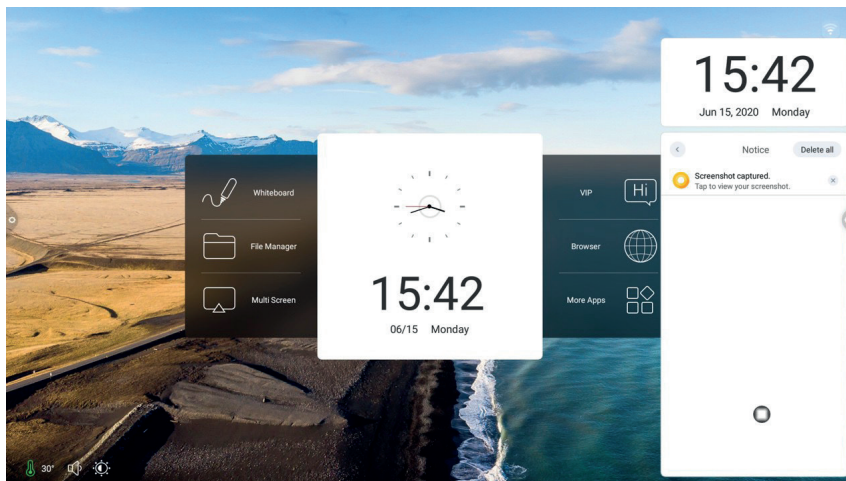 15:42
Jun 15, 2020 Monday
Notice
Delete all
Screenshot captured.
Tap to view your screenshot.
Whiteboard
File Manager
Multi Screen
15:42
06/15 Monday
VIP
Hi
Browser
More Apps
30°